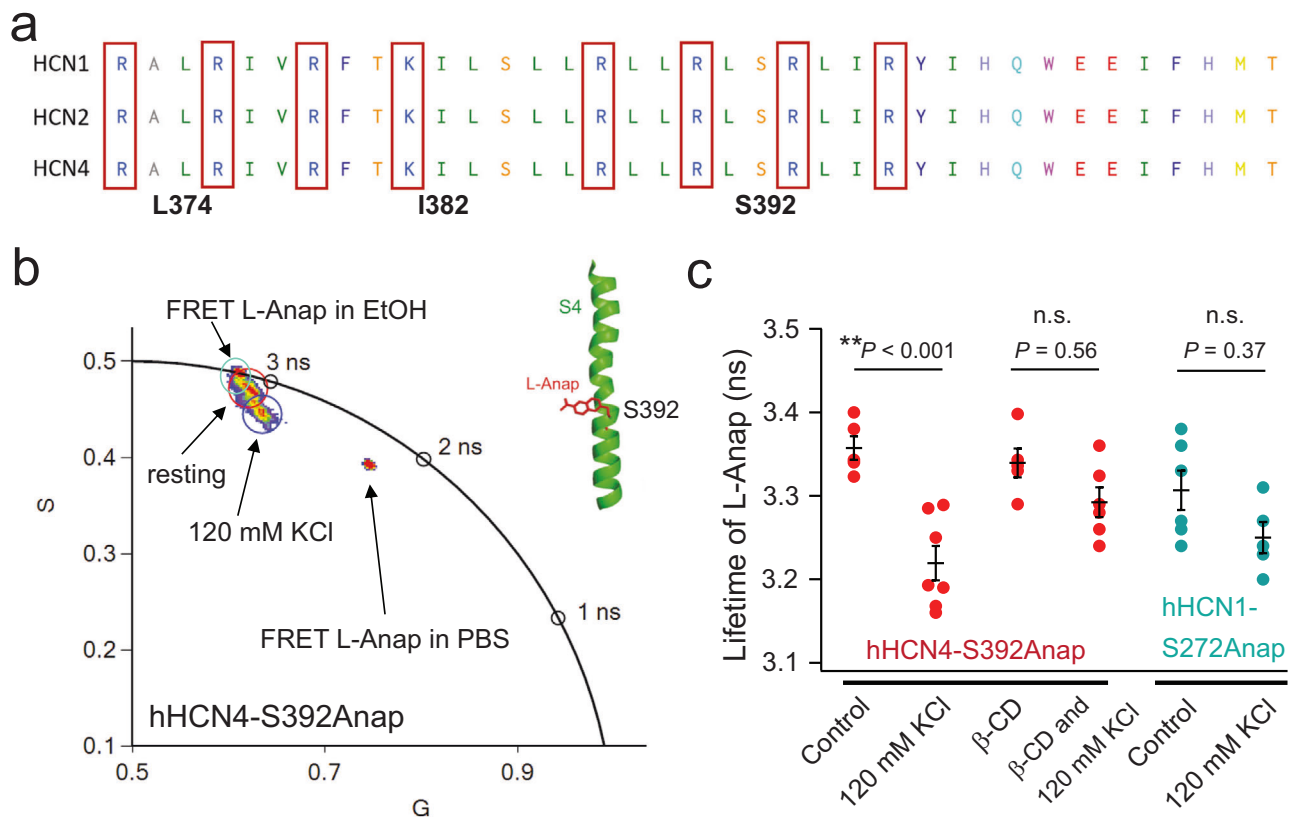 a
HCN1 R A L R I V R F T K I L S L L R L L R L S R L I R Y I H Q W E E I F H M T
HCN2 R A L R I V R F T K I L S L L R L L R L S R L I R Y I H Q W E E I F H M T
HCN4 R A L R I V R F T K I L S L L R L L R L S R L I R Y I H Q W E E I F H M T
L374 I382 S392
b
FRET L-Anap in EtOH
3 ns
2 ns
1 ns
resting
120 mM KCl
FRET L-Anap in PBS
hHCN4-S392Anap
S4
L-Anap
S392
S
0.5
0.4
0.3
0.2
0.1
0.5 0.7 0.9
G
c
Lifetime of L-Anap (ns)
3.5
3.4
3.3
3.2
3.1
**P < 0.001
n.s.
P = 0.56
n.s.
P = 0.37
hHCN4-S392Anap
hHCN1-
S272Anap
Control
120 mM KCl
β-CD
β-CD and
120 mM KCl
Control
120 mM KCl